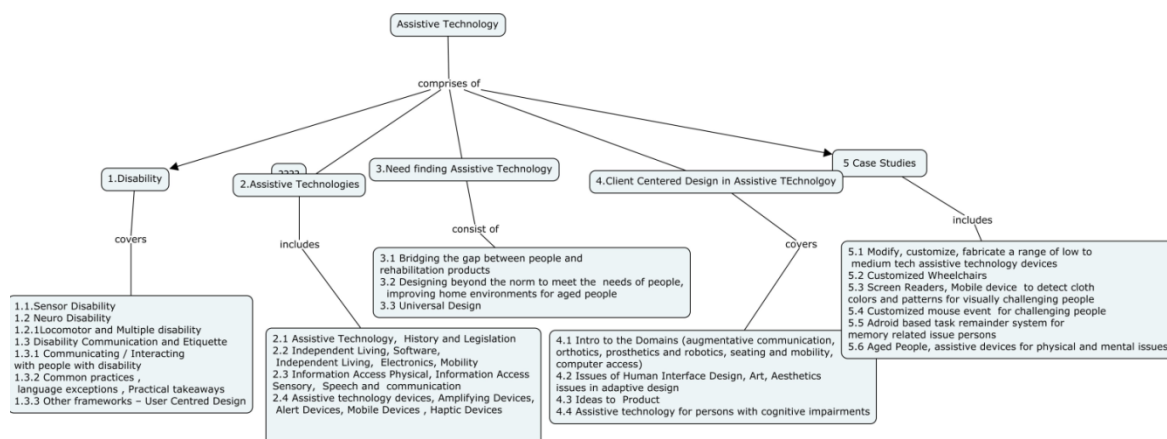 Assistive Technology
comprises of
1.Disability
????
2.Assistive Technologies
3.Need finding Assistive Technology
4.Client Centered Design in Assistive TEchnolgoy
5 Case Studies
covers
includes
consist of
covers
includes
1.1.Sensor Disability
1.2 Neuro Disability
1.2.1Locomotor and Multiple disability
1.3 Disability Communication and Etiquette
1.3.1 Communicating / Interacting
with people with disability
1.3.2 Common practices ,
language exceptions , Practical takeaways
1.3.3 Other frameworks – User Centred Design
2.1 Assistive Technology, History and Legislation
2.2 Independent Living, Software,
Independent Living, Electronics, Mobility
2.3 Information Access Physical, Information Access
Sensory, Speech and communication
2.4 Assistive technology devices, Amplifying Devices,
Alert Devices, Mobile Devices , Haptic Devices
3.1 Bridging the gap between people and
rehabilitation products
3.2 Designing beyond the norm to meet the needs of people,
improving home environments for aged people
3.3 Universal Design
4.1 Intro to the Domains (augmentative communication,
orthotics, prosthetics and robotics, seating and mobility,
computer access)
4.2 Issues of Human Interface Design, Art, Aesthetics
issues in adaptive design
4.3 Ideas to Product
4.4 Assistive technology for persons with cognitive impairments
5.1 Modify, customize, fabricate a range of low to
medium tech assistive technology devices
5.2 Customized Wheelchairs
5.3 Screen Readers, Mobile device to detect cloth
colors and patterns for visually challenging people
5.4 Customized mouse event for challenging people
5.5 Adroid based task remainder system for
memory related issue persons
5.6 Aged People, assistive devices for physical and mental issues